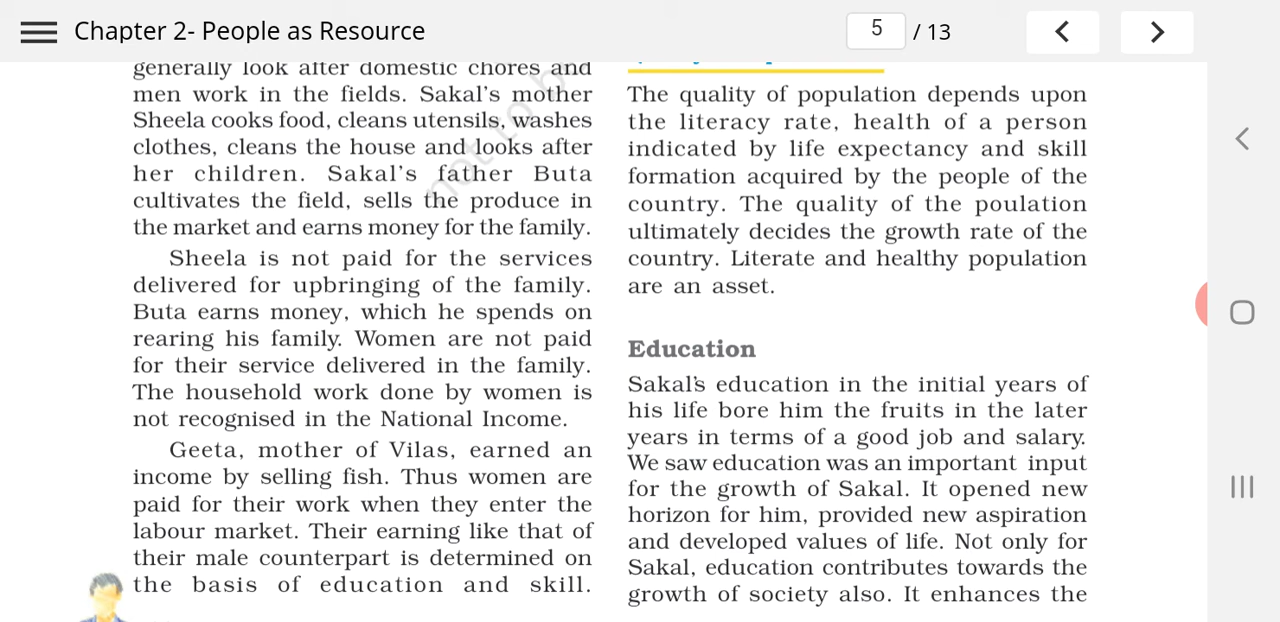 Chapter 2- People as Resource
5 / 13
generally look after domestic chores and
men work in the fields. Sakal's mother
Sheela cooks food, cleans utensils, washes
clothes, cleans the house and looks after
her children. Sakal's father Buta
cultivates the field, sells the produce in
the market and earns money for the family.
Sheela is not paid for the services
delivered for upbringing of the family.
Buta earns money, which he spends on
rearing his family. Women are not paid
for their service delivered in the family.
The household work done by women is
not recognised in the National Income.
Geeta, mother of Vilas, earned an
income by selling fish. Thus women are
paid for their work when they enter the
labour market. Their earning like that of
their male counterpart is determined on
the basis of education and skill.
not to b
The quality of population depends upon
the literacy rate, health of a person
indicated by life expectancy and skill
formation acquired by the people of the
country. The quality of the poulation
ultimately decides the growth rate of the
country. Literate and healthy population
are an asset.
Education
Sakal's education in the initial years of
his life bore him the fruits in the later
years in terms of a good job and salary.
We saw education was an important input
for the growth of Sakal. It opened new
horizon for him, provided new aspiration
and developed values of life. Not only for
Sakal, education contributes towards the
growth of society also. It enhances the